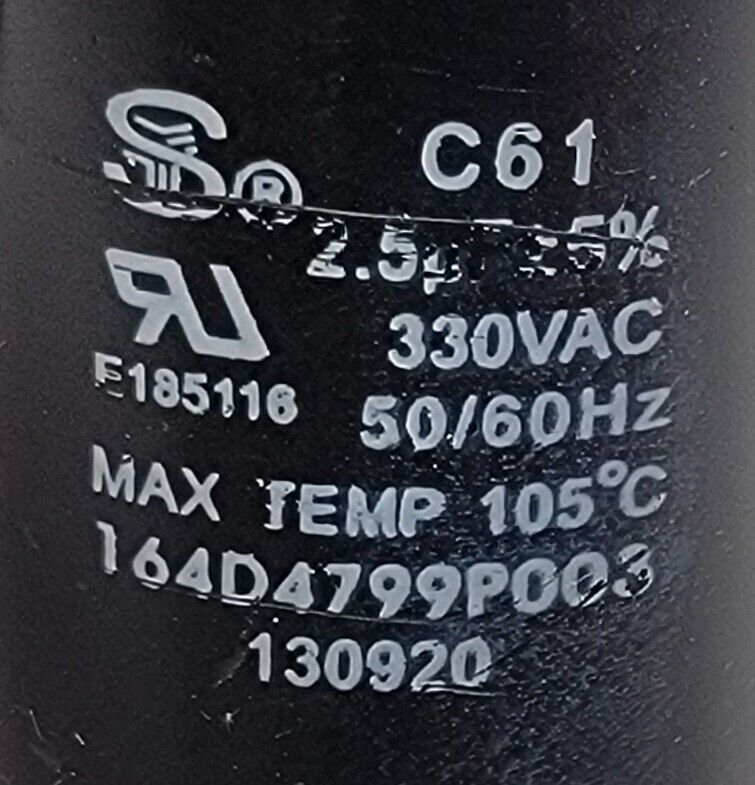 ® C61
2.5µF ±5%
330VAC
E185116
50/60Hz
MAX TEMP 105°C
164D4799P003
130920